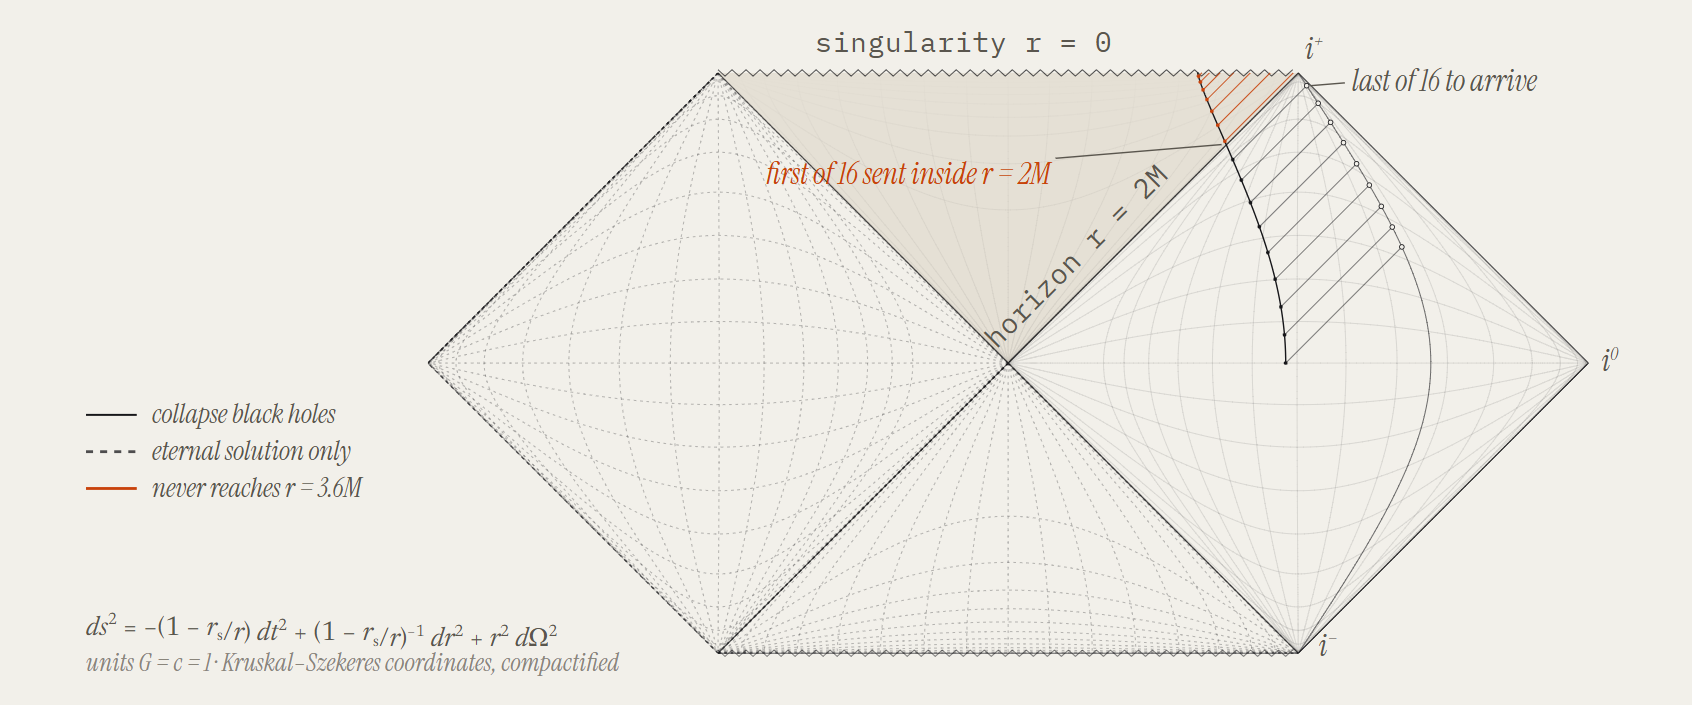 singularity r = 0
i⁺
last of 16 to arrive
first of 16 sent inside r = 2M
horizon r = 2M
i⁰
collapse black holes
eternal solution only
never reaches r = 3.6M
ds² = −(1 − rₛ/r) dt² + (1 − rₛ/r)⁻¹ dr² + r² dΩ²
i⁻
units G = c = 1 · Kruskal–Szekeres coordinates, compactified